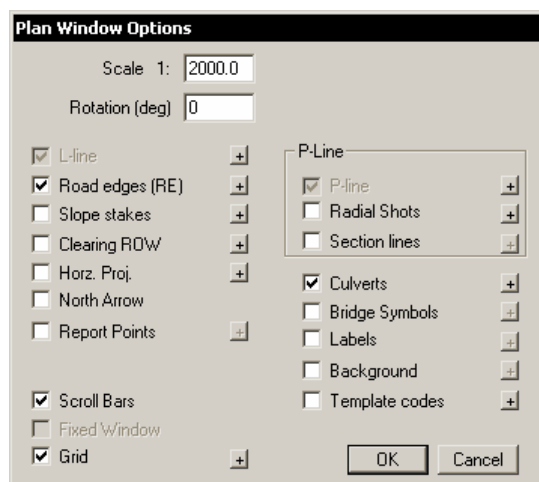 Plan Window Options
Scale 1: 2000.0
Rotation (deg) 0
L-line +
Road edges (RE) +
Slope stakes +
Clearing ROW +
Horz. Proj. +
North Arrow
Report Points +
Scroll Bars
Fixed Window
Grid +
P-Line
P-line +
Radial Shots +
Section lines +
Culverts +
Bridge Symbols +
Labels +
Background +
Template codes +
OK Cancel